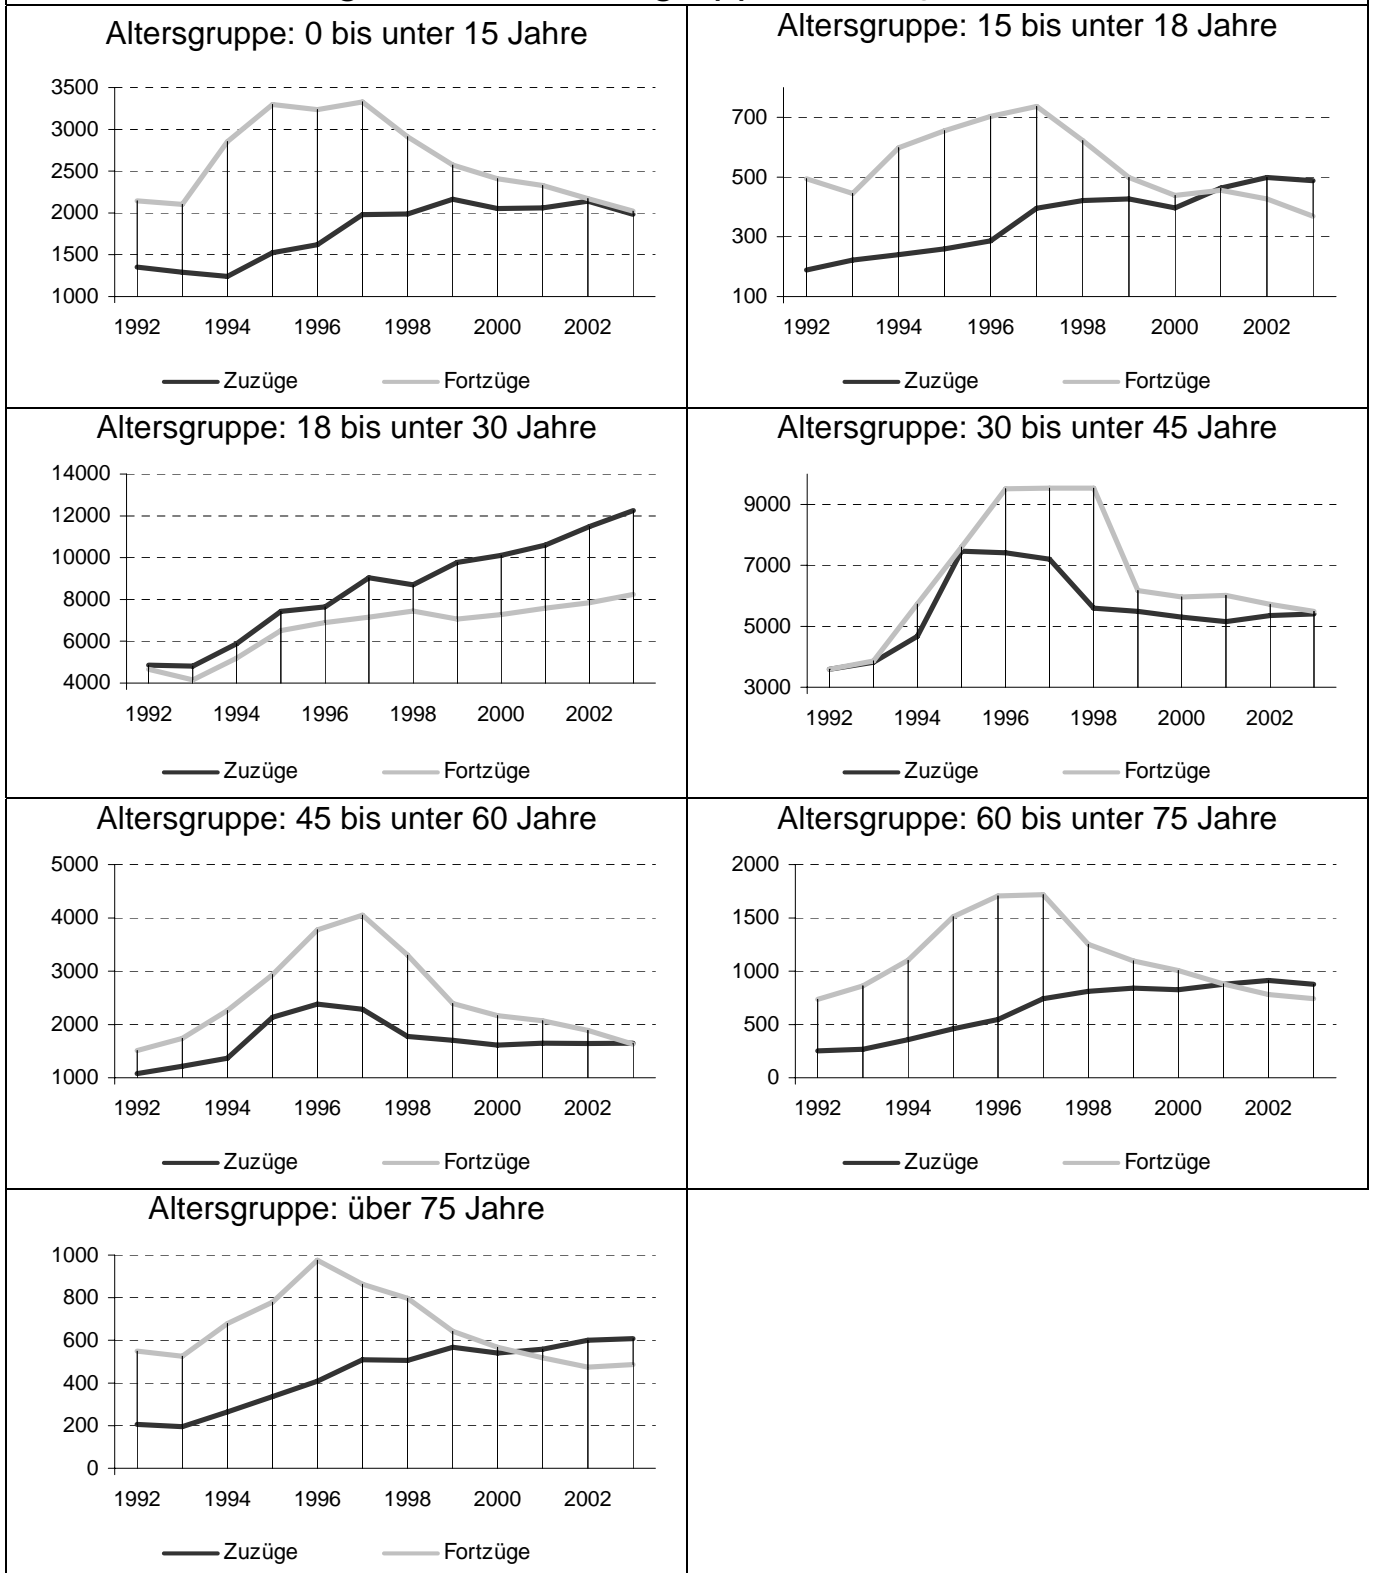 Altersgruppe: 0 bis unter 15 Jahre
3500
3000
2500
2000
1500
1000
1992 1994 1996 1998 2000 2002
Zuzüge Fortzüge
Altersgruppe: 15 bis unter 18 Jahre
700
500
300
100
1992 1994 1996 1998 2000 2002
Zuzüge Fortzüge
Altersgruppe: 18 bis unter 30 Jahre
14000
12000
10000
8000
6000
4000
1992 1994 1996 1998 2000 2002
Zuzüge Fortzüge
Altersgruppe: 30 bis unter 45 Jahre
9000
7000
5000
3000
1992 1994 1996 1998 2000 2002
Zuzüge Fortzüge
Altersgruppe: 45 bis unter 60 Jahre
5000
4000
3000
2000
1000
1992 1994 1996 1998 2000 2002
Zuzüge Fortzüge
Altersgruppe: 60 bis unter 75 Jahre
2000
1500
1000
500
0
1992 1994 1996 1998 2000 2002
Zuzüge Fortzüge
Altersgruppe: über 75 Jahre
1000
800
600
400
200
0
1992 1994 1996 1998 2000 2002
Zuzüge Fortzüge